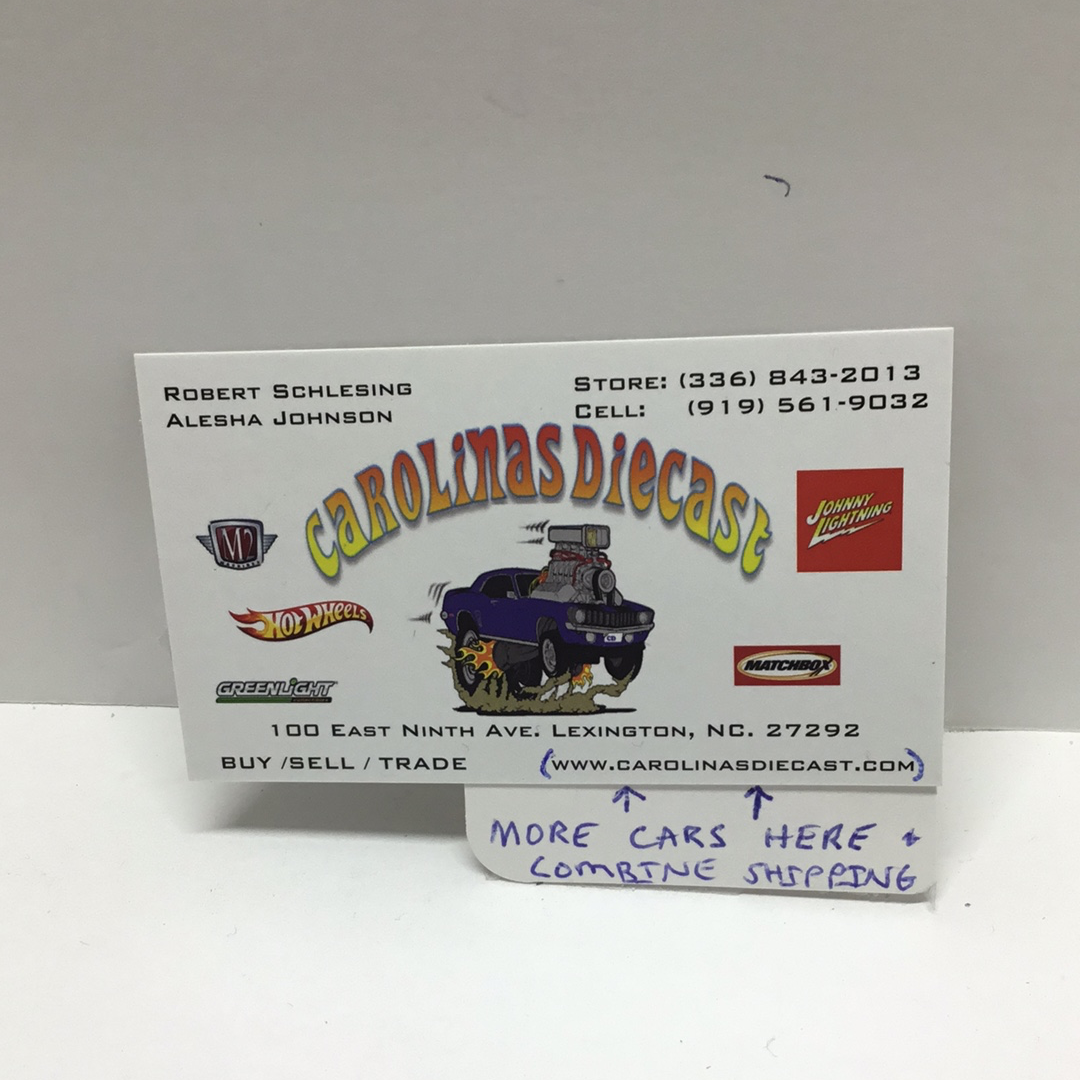 ROBERT SCHLESING
ALESHA JOHNSON
STORE: (336) 843-2013
CELL: (919) 561-9032
CAROLiNAS DiECAST
M2
JOHNNY
LIGHTNING
HOT WHEELS
MATCHBOX
GREENLIGHT
CD
100 EAST NINTH AVE. LEXINGTON, NC. 27292
BUY /SELL / TRADE
(WWW.CAROLINASDIECAST.COM)
↑ ↑
MORE CARS HERE +
COMBINE SHIPPING